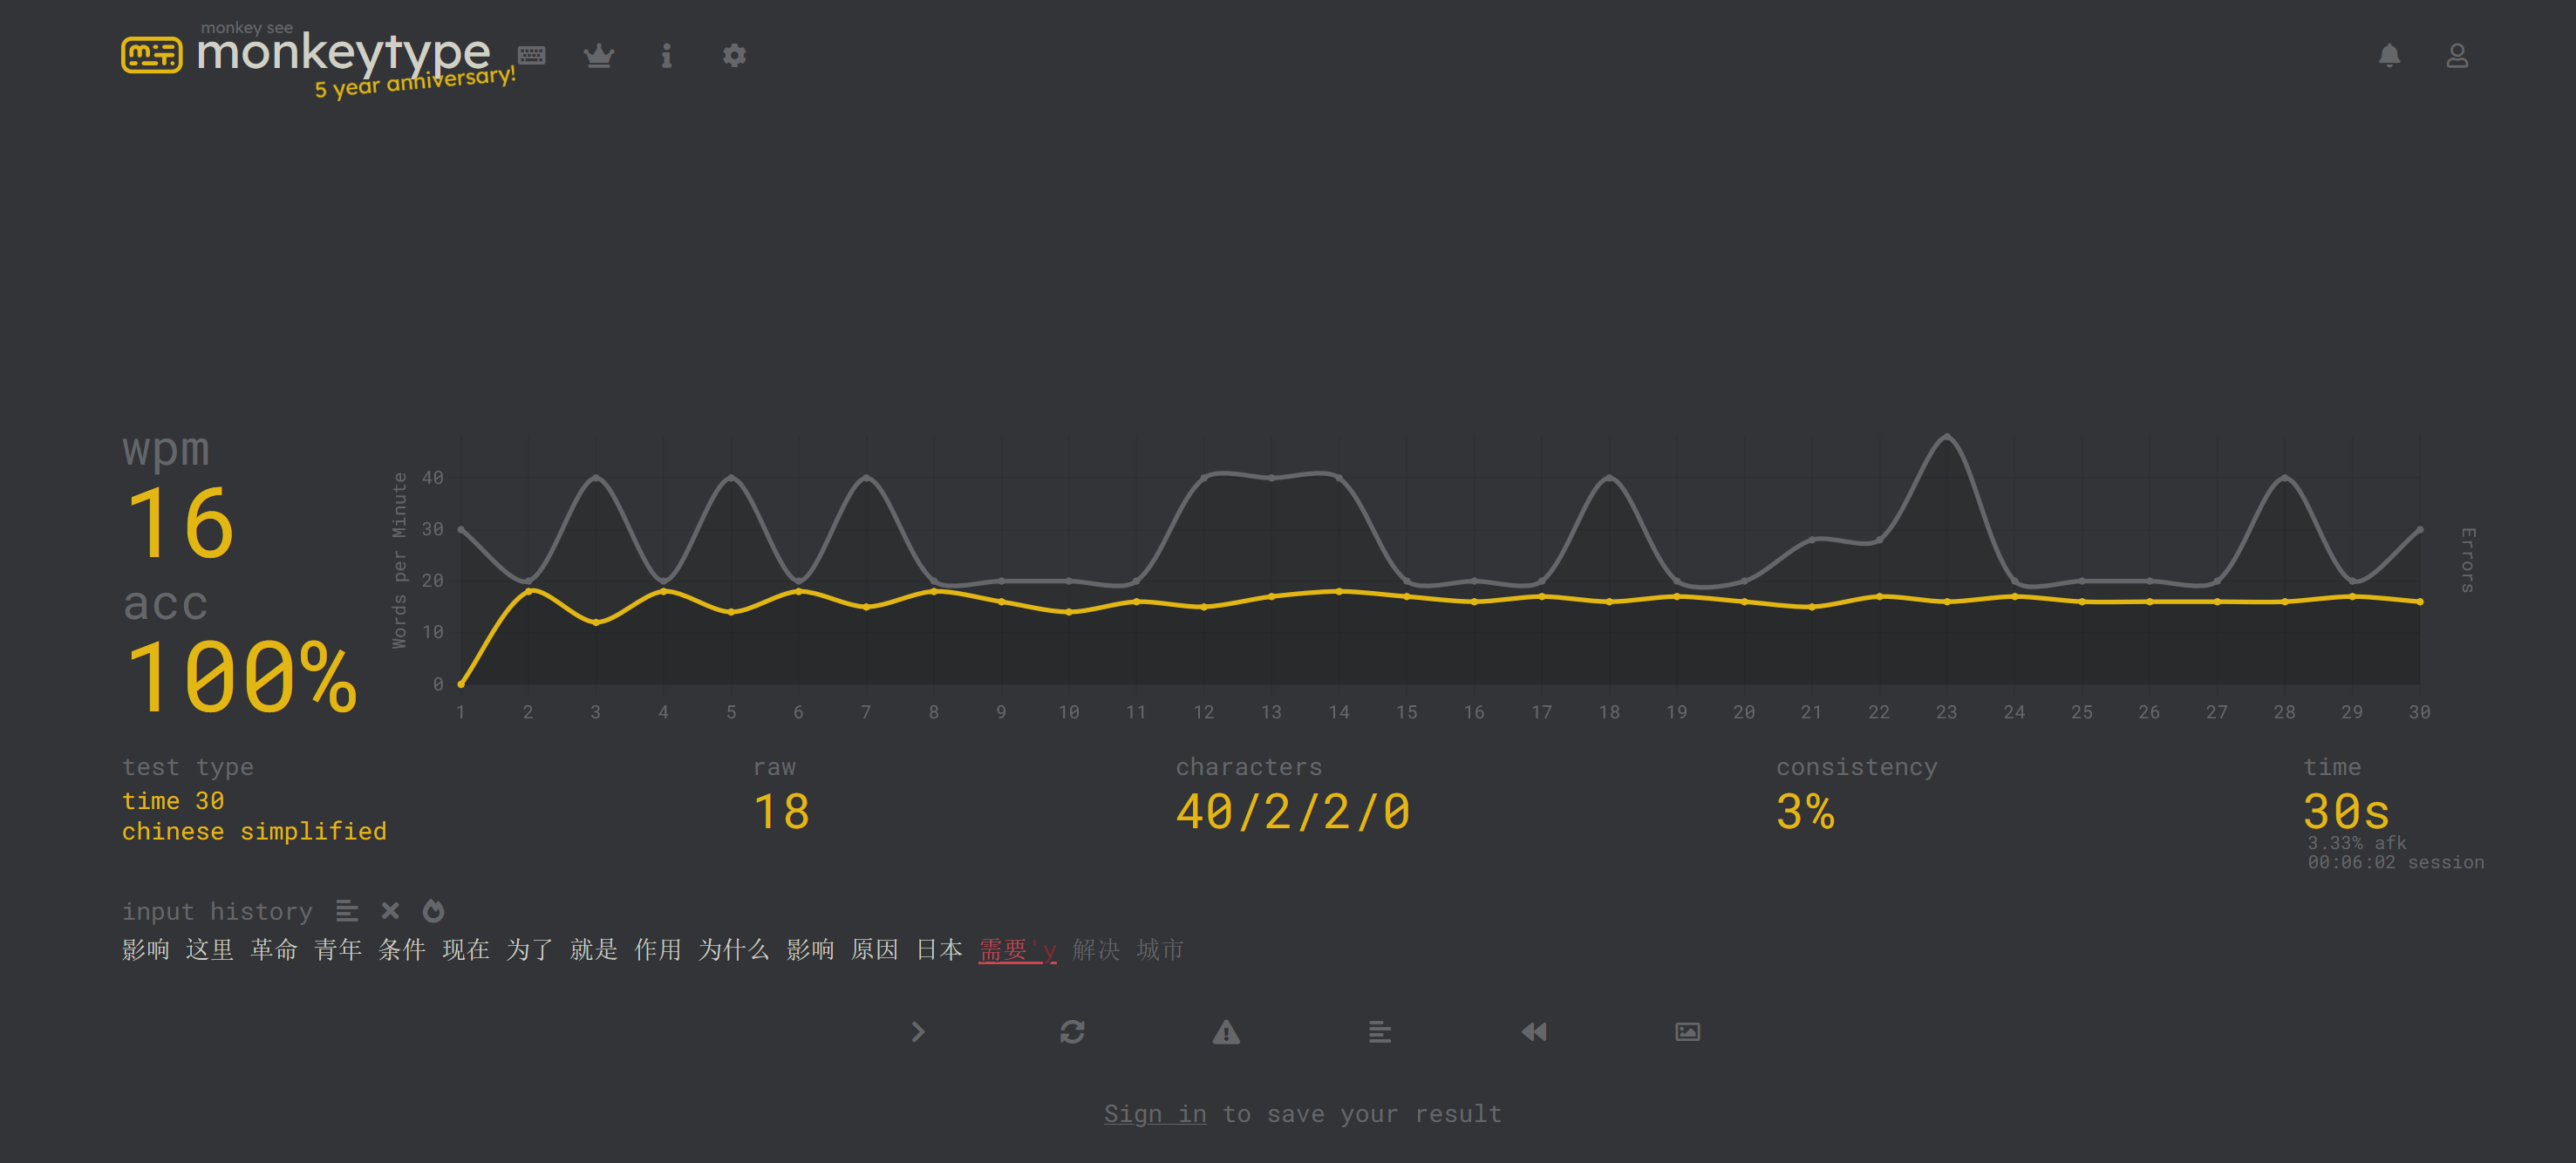 monkey see
monkeytype
5 year anniversary!
wpm
16
acc
100%
Words per Minute
40
30
20
10
0
1 2 3 4 5 6 7 8 9 10 11 12 13 14 15 16 17 18 19 20 21 22 23 24 25 26 27 28 29 30
Errors
test type
time 30
chinese simplified
raw
18
characters
40/2/2/0
consistency
3%
time
30s
3.33% afk
00:06:02 session
input history
影响 这里 革命 青年 条件 现在 为了 就是 作用 为什么 影响 原因 日本 需要'y 解决 城市
Sign in to save your result